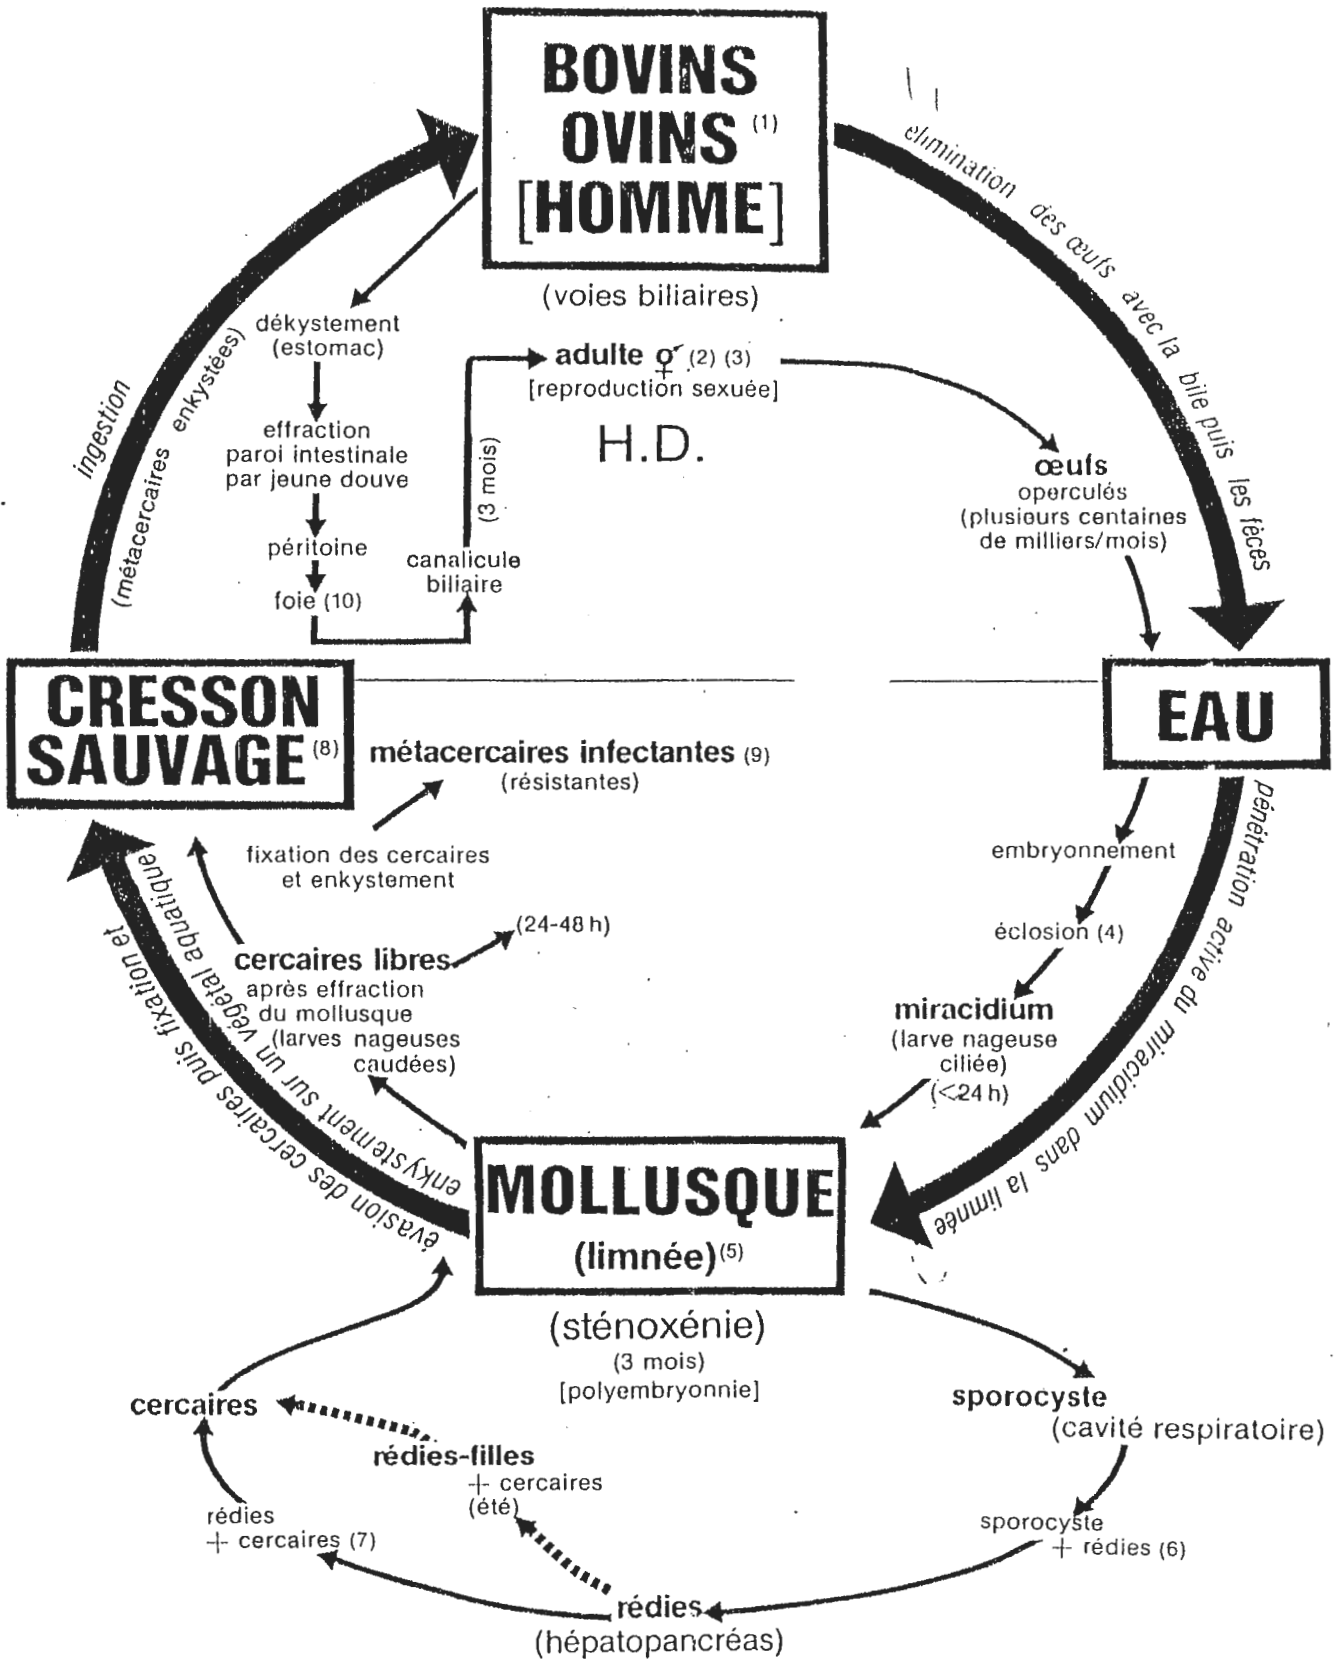 BOVINS
OVINS (1)
[HOMME]
(voies biliaires)
élimination des œufs avec la bile puis les fèces
ingestion
(métacercaires enkystées)
dékystement
(estomac)
effraction
paroi intestinale
par jeune douve
péritoine
foie (10)
canalicule
biliaire
(3 mois)
adulte ⚥ (2) (3)
[reproduction sexuée]
H.D.
œufs
operculés
(plusieurs centaines
de milliers/mois)
CRESSON
SAUVAGE (8)
EAU
métacercaires infectantes (9)
(résistantes)
fixation des cercaires
et enkystement
(24-48 h)
cercaires libres
après effraction
du mollusque
(larves nageuses
caudées)
embryonnement
éclosion (4)
miracidium
(larve nageuse
ciliée)
(<24 h)
pénétration active du miracidium dans la limnée
évasion des cercaires puis fixation et
enkystement sur un végétal aquatique
MOLLUSQUE
(limnée) (5)
(sténoxénie)
(3 mois)
[polyembryonnie]
sporocyste
(cavité respiratoire)
sporocyste
+ rédies (6)
rédies
(hépatopancréas)
rédies-filles
+ cercaires
(été)
rédies
+ cercaires (7)
cercaires